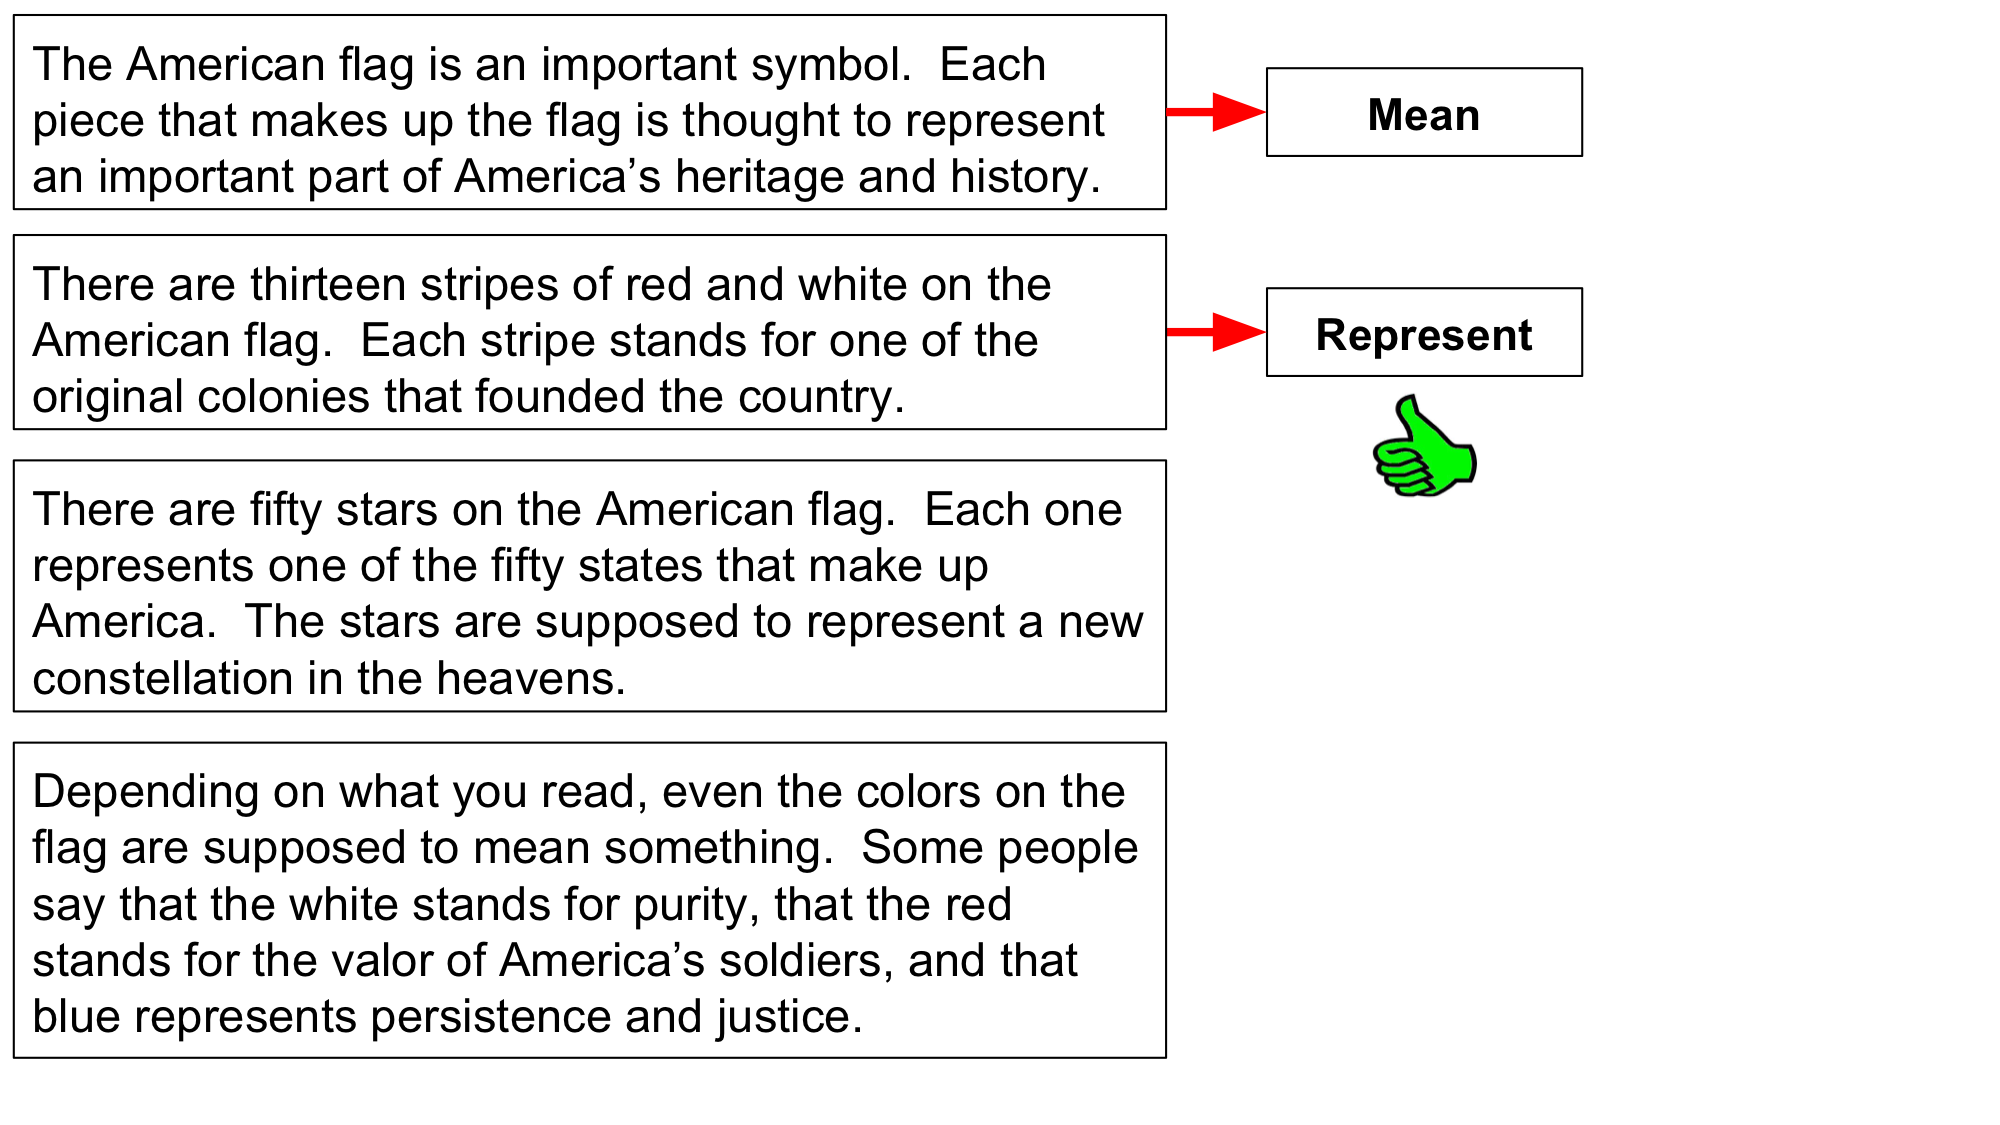 The American flag is an important symbol.  Each
piece that makes up the flag is thought to represent
an important part of America’s heritage and history.
Mean
There are thirteen stripes of red and white on the
American flag.  Each stripe stands for one of the
original colonies that founded the country.
Represent
There are fifty stars on the American flag.  Each one
represents one of the fifty states that make up
America.  The stars are supposed to represent a new
constellation in the heavens.
Depending on what you read, even the colors on the
flag are supposed to mean something.  Some people
say that the white stands for purity, that the red
stands for the valor of America’s soldiers, and that
blue represents persistence and justice.